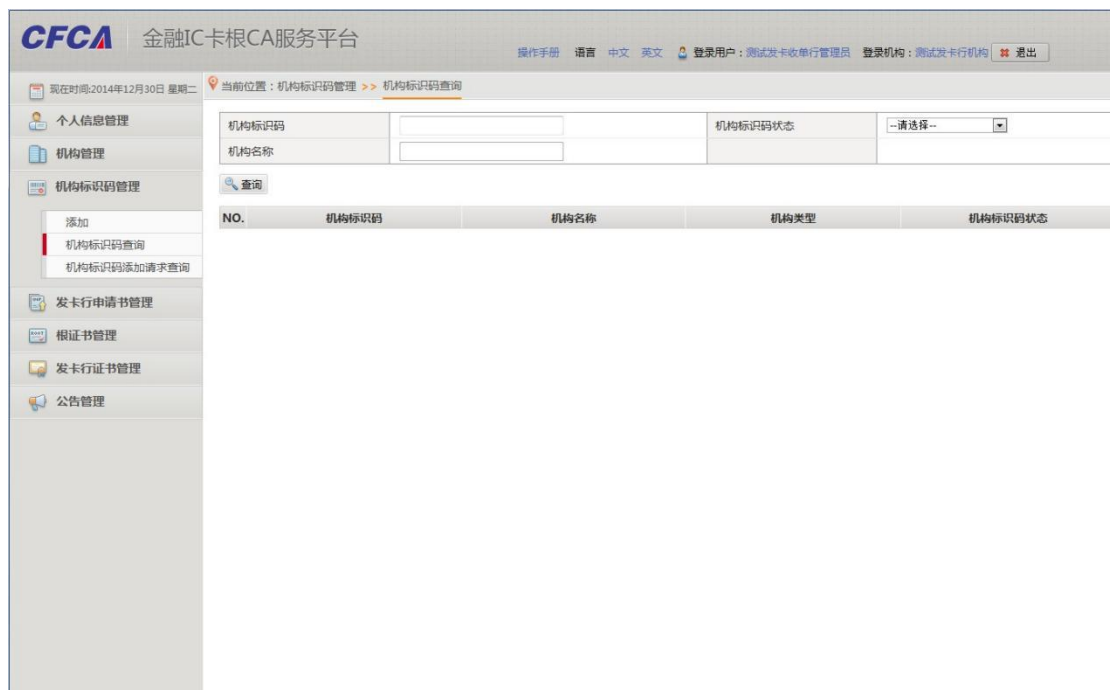 CFCA 金融IC卡根CA服务平台
操作手册 语言 中文 英文 登录用户：测试发卡收单行管理员 登录机构：测试发卡行机构 退出
现在时间:2014年12月30日 星期二
当前位置：机构标识码管理 >> 机构标识码查询
个人信息管理
机构管理
机构标识码管理
添加
机构标识码查询
机构标识码添加请求查询
发卡行申请书管理
根证书管理
发卡行证书管理
公告管理
机构标识码 机构标识码状态 --请选择--
机构名称
查询
NO. 机构标识码 机构名称 机构类型 机构标识码状态